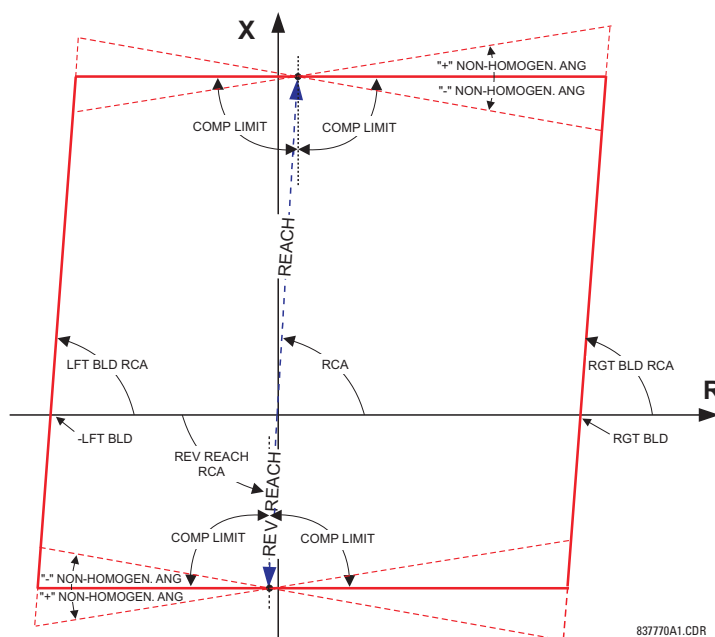 X
"+" NON-HOMOGEN. ANG
"-" NON-HOMOGEN. ANG
COMP LIMIT
COMP LIMIT
REACH
LFT BLD RCA
RCA
RGT BLD RCA
R
-LFT BLD
RGT BLD
REV REACH
RCA
REV REACH
COMP LIMIT
COMP LIMIT
"-" NON-HOMOGEN. ANG
"+" NON-HOMOGEN. ANG
837770A1.CDR